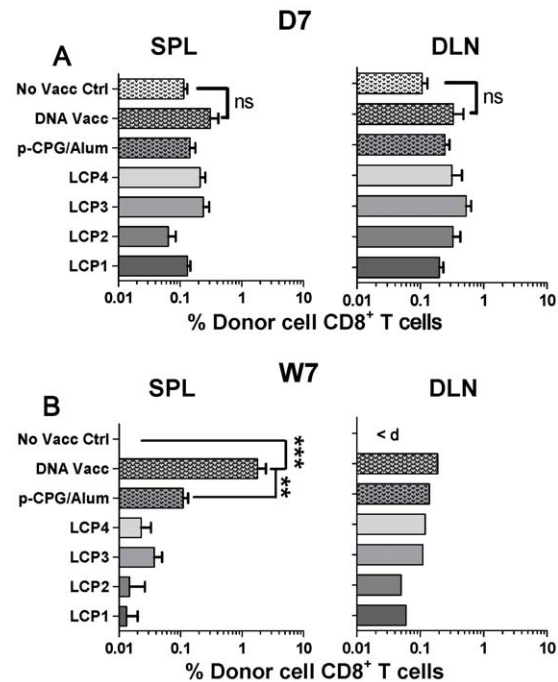 D7
A
SPL
DLN
No Vacc Ctrl
DNA Vacc
p-CPG/Alum
LCP4
LCP3
LCP2
LCP1
ns
ns
0.01 0.1 1 10
0.01 0.1 1 10
% Donor cell CD8+ T cells
W7
B
SPL
DLN
No Vacc Ctrl
DNA Vacc
p-CPG/Alum
LCP4
LCP3
LCP2
LCP1
***
**
< d
0.01 0.1 1 10
0.01 0.1 1 10
% Donor cell CD8+ T cells